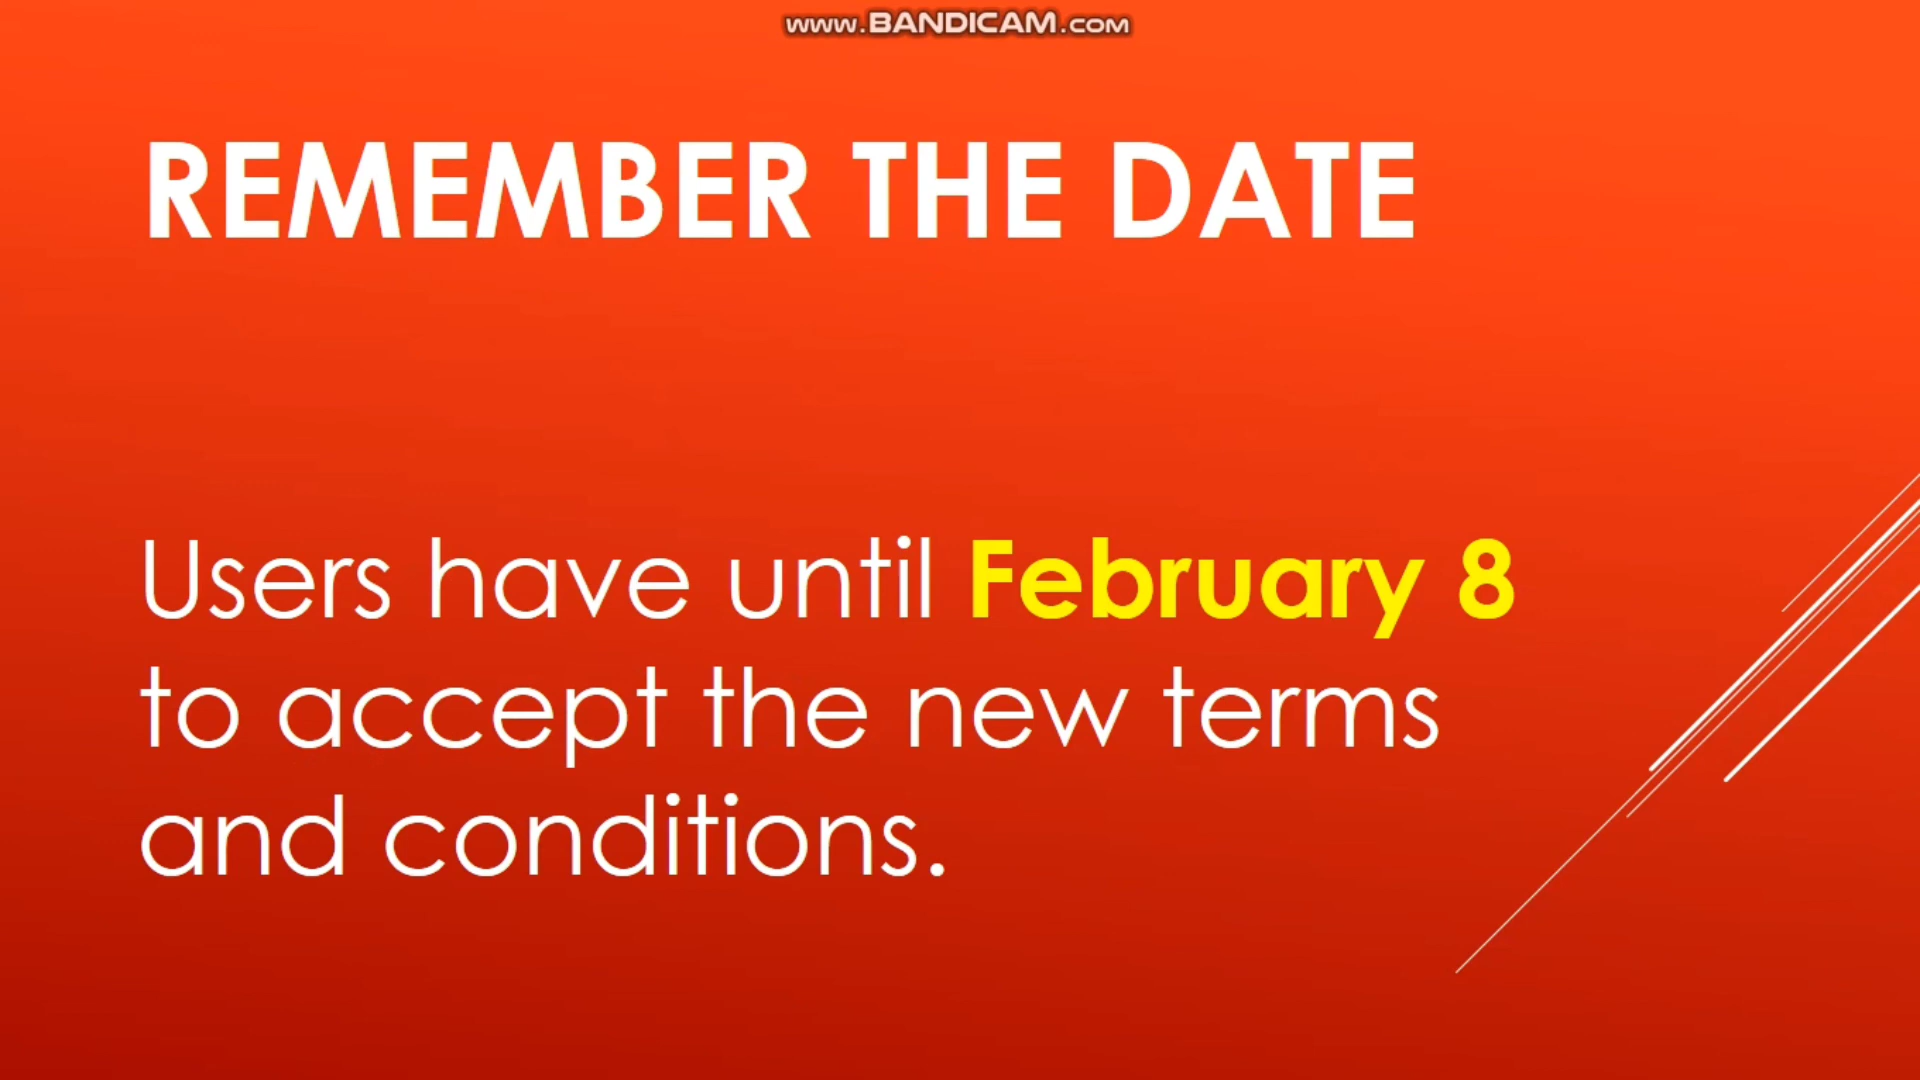 www.BANDICAM.COM
REMEMBER THE DATE
Users have until February 8
to accept the new terms
and conditions.